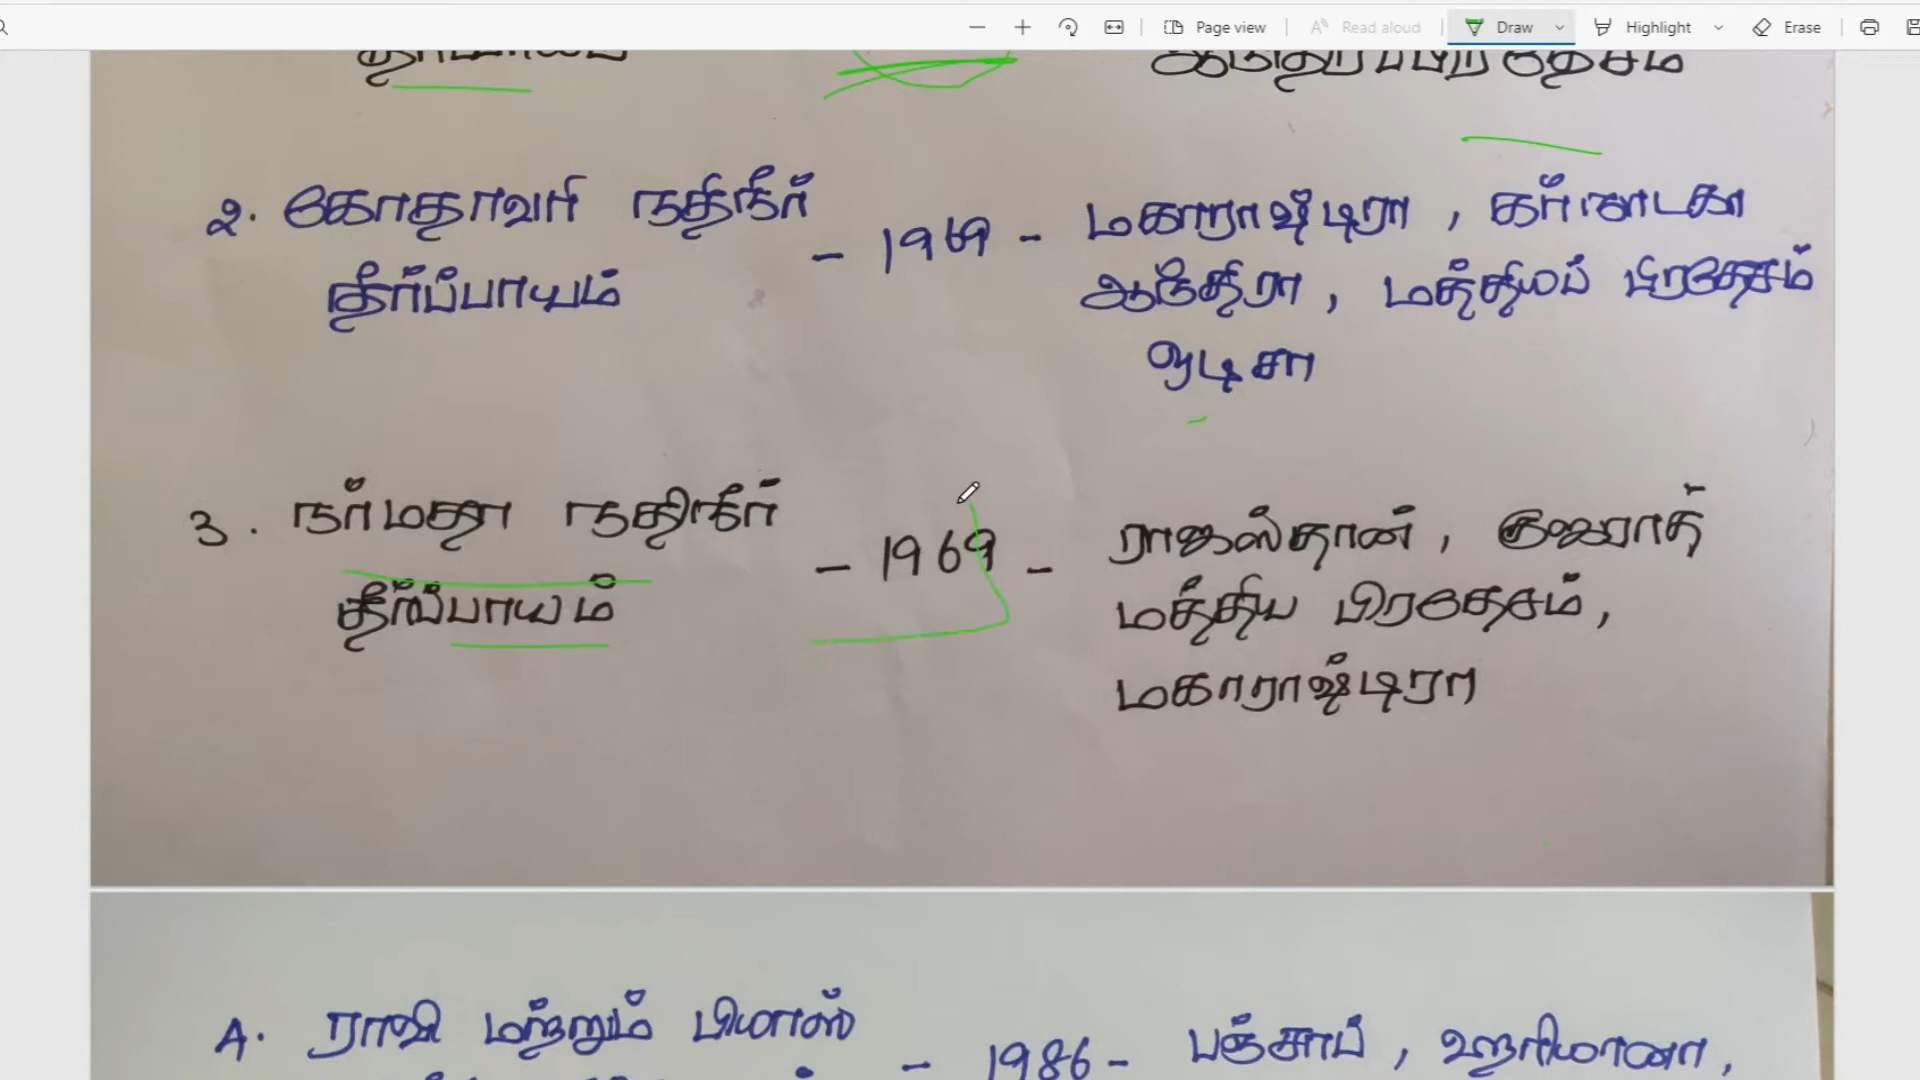 Page view Read aloud Draw Highlight Erase
2. கோதாவரி நதிநீர்
தீர்ப்பாயம்
- 1969 -
மகாராஷ்டிரா , கர்னாடகா
ஆந்திரா , மத்தியப் பிரதேசம்
ஒடிசா
3. நர்மதா நதிநீர்
தீர்ப்பாயம்
- 1969 -
ராஜஸ்தான் , குஜராத்
மத்திய பிரதேசம் ,
மகாராஷ்டிரா
4. ராவி மற்றும் பியாஸ்
- 1986 -
பஞ்சாப் , ஹரியானா ,